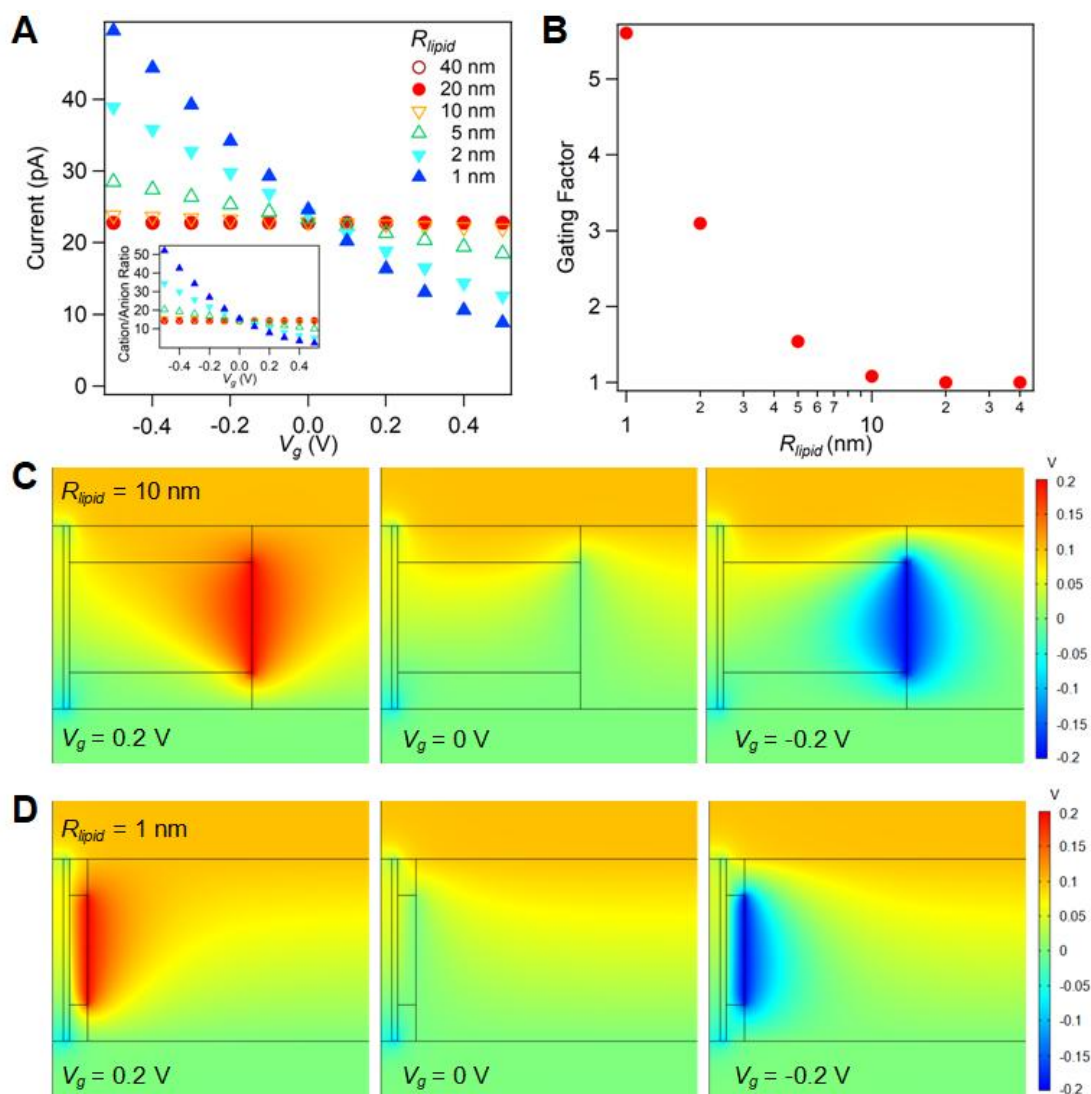 A
R_lipid
40 nm
20 nm
10 nm
5 nm
2 nm
1 nm
Current (pA)
40
30
20
10
0
-0.4
-0.2
0.0
0.2
0.4
V_g (V)
Cation/Anion Ratio
50
40
30
20
10
-0.4
-0.2
0.0
0.2
0.4
V_g (V)
B
Gating Factor
5
4
3
2
1
1
2
3
4
5
6
7
10
2
3
4
R_lipid (nm)
C
R_lipid = 10 nm
V_g = 0.2 V
V_g = 0 V
V_g = -0.2 V
V
0.2
0.15
0.1
0.05
0
-0.05
-0.1
-0.15
-0.2
D
R_lipid = 1 nm
V_g = 0.2 V
V_g = 0 V
V_g = -0.2 V
V
0.2
0.15
0.1
0.05
0
-0.05
-0.1
-0.15
-0.2